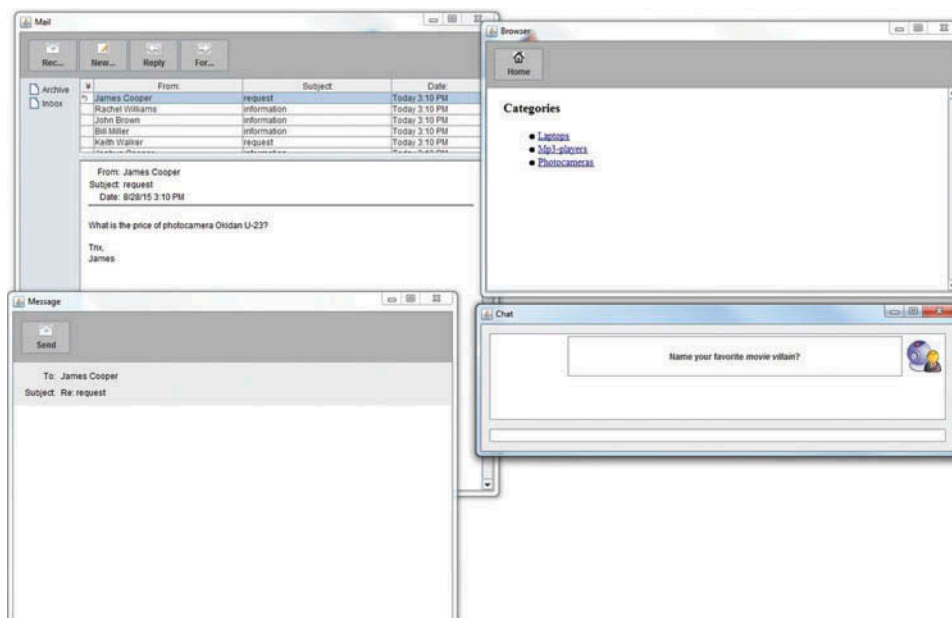 Mail
Rec... New... Reply For...
Archive
Inbox
From: Subject: Date:
James Cooper request Today 3:10 PM
Rachel Williams information Today 3:10 PM
John Brown information Today 3:10 PM
Bill Miller information Today 3:10 PM
Keith Walker request Today 3:10 PM
From: James Cooper
Subject: request
Date: 8/28/15 3:10 PM
What is the price of photocamera Okidan U-23?
Tnx,
James
Browser
Home
Categories
Laptops
Mp3-players
Photocameras
Message
Send
To: James Cooper
Subject: Re: request
Chat
Name your favorite movie villain?